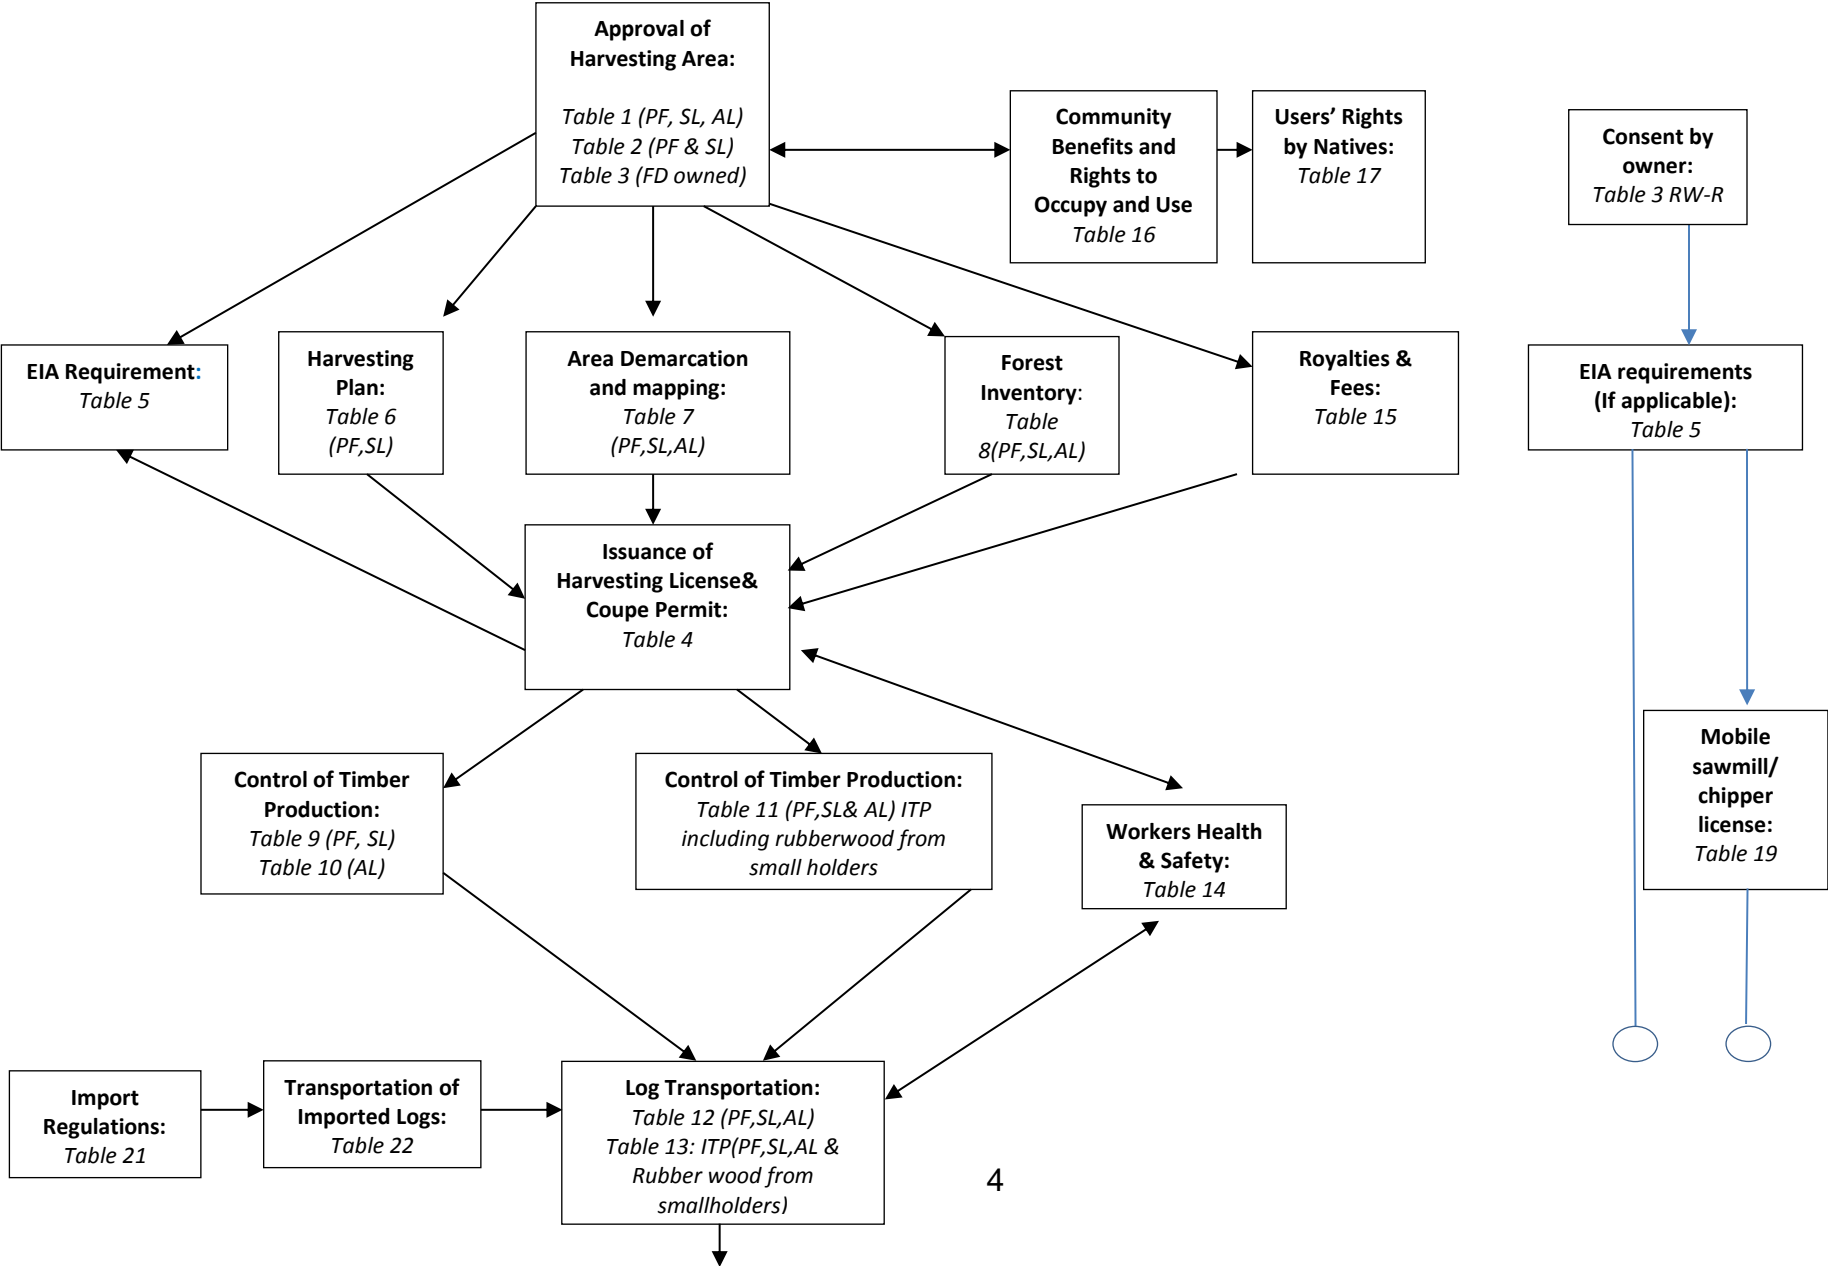 Approval of
Harvesting Area:
Table 1 (PF, SL, AL)
Table 2 (PF & SL)
Table 3 (FD owned)
Community
Benefits and
Rights to
Occupy and Use
Table 16
Users’ Rights
by Natives:
Table 17
Consent by
owner:
Table 3 RW-R
EIA Requirement:
Table 5
Harvesting
Plan:
Table 6
(PF,SL)
Area Demarcation
and mapping:
Table 7
(PF,SL,AL)
Forest
Inventory:
Table
8(PF,SL,AL)
Royalties &
Fees:
Table 15
EIA requirements
(If applicable):
Table 5
Issuance of
Harvesting License&
Coupe Permit:
Table 4
Control of Timber
Production:
Table 9 (PF, SL)
Table 10 (AL)
Control of Timber Production:
Table 11 (PF,SL& AL) ITP
including rubberwood from
small holders
Workers Health
& Safety:
Table 14
Mobile
sawmill/
chipper
license:
Table 19
Import
Regulations:
Table 21
Transportation of
Imported Logs:
Table 22
Log Transportation:
Table 12 (PF,SL,AL)
Table 13: ITP(PF,SL,AL &
Rubber wood from
smallholders)
4